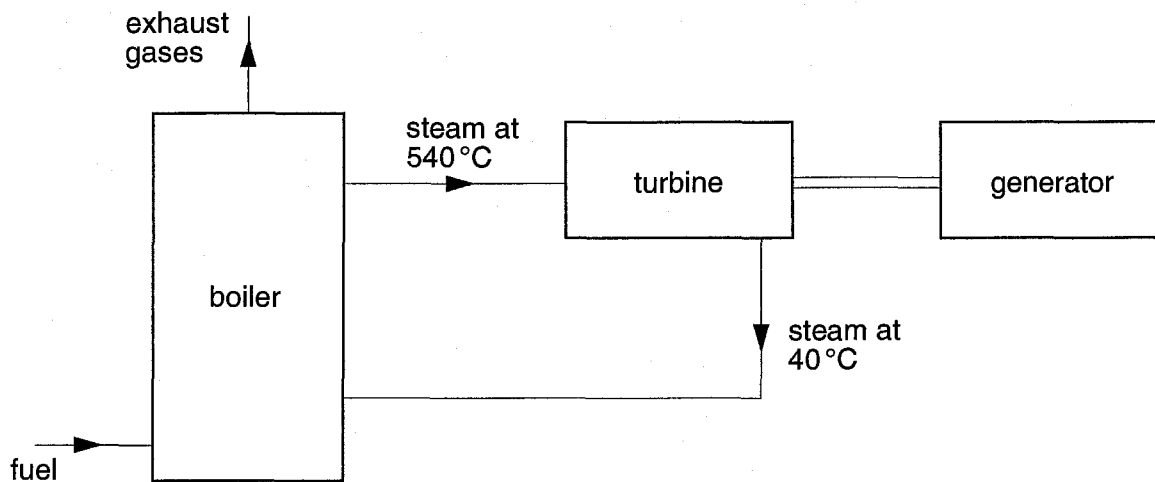 exhaust
gases
steam at
540°C
turbine
generator
boiler
steam at
40°C
fuel